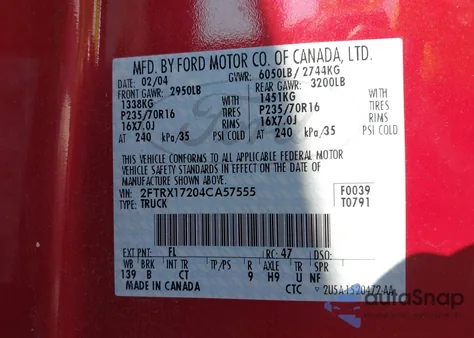 MFD. BY FORD MOTOR CO. OF CANADA, LTD.
DATE: 02/04 GVWR: 6050LB/ 2744KG
FRONT GAWR: 2950LB REAR GAWR: 3200LB
1338KG WITH 1451KG WITH
P235/70R16 TIRES P235/70R16 TIRES
16X7.0J RIMS 16X7.0J RIMS
AT 240 kPa/35 PSI COLD AT 240 kPa/35 PSI COLD
THIS VEHICLE CONFORMS TO ALL APPLICABLE FEDERAL MOTOR
VEHICLE SAFETY STANDARDS IN EFFECT ON THE DATE OF
MANUFACTURE SHOWN ABOVE.
VIN: 2FTRX17204CA57555 F0039
TYPE: TRUCK T0791
EXT PNT: FL RC: 47
WB BRK INT TR TP/PS R AXLE TR SPR
139 B CT 9 H9 U NF
MADE IN CANADA CTC
Ford
autoSnap